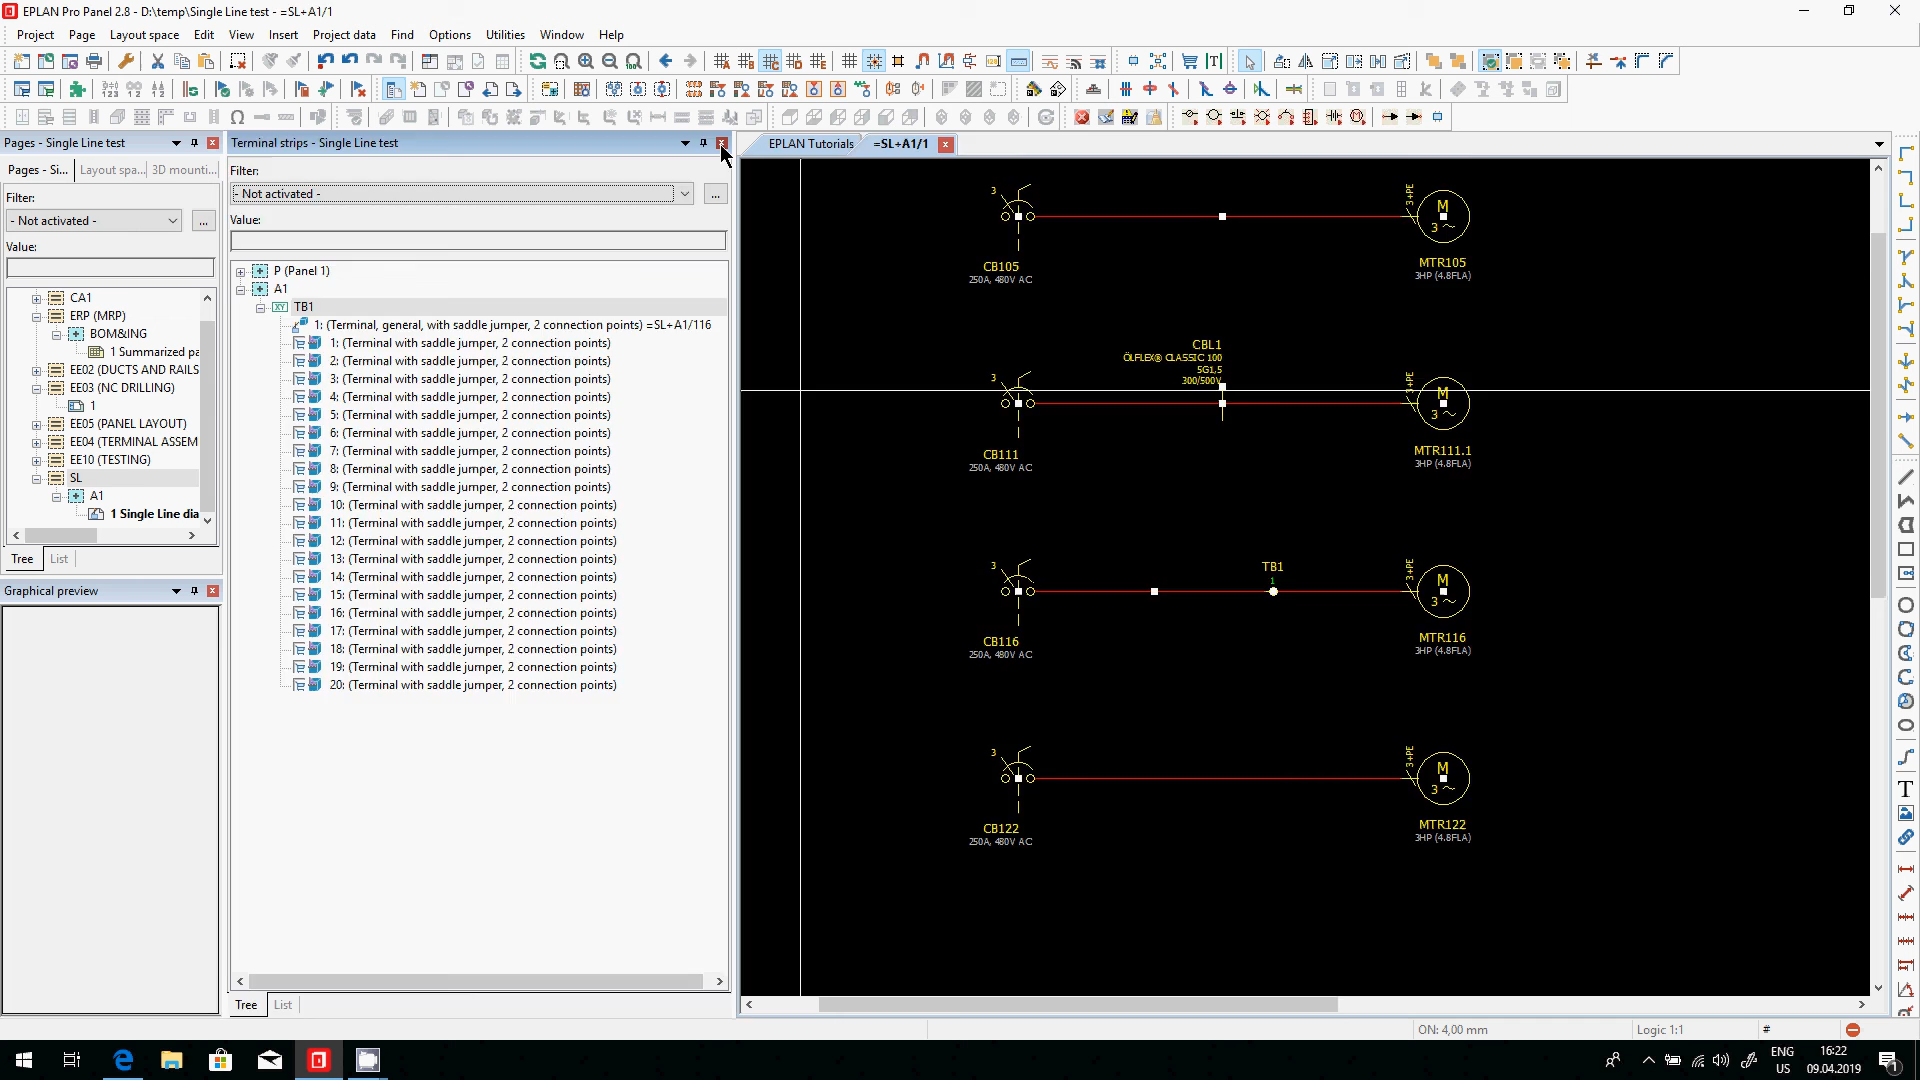 EPLAN Pro Panel 2.8 - D:\temp\Single Line test - =SL+A1/1
Project Page Layout space Edit View Insert Project data Find Options Utilities Window Help
Pages - Single Line test
Pages - Si... Layout spa... 3D mounti...
Filter:
- Not activated -
...
Value:
CA1
ERP (MRP)
BOM&ING
1 Summarized pa
EE02 (DUCTS AND RAILS
EE03 (NC DRILLING)
1
EE05 (PANEL LAYOUT)
EE04 (TERMINAL ASSEM
EE10 (TESTING)
SL
A1
1 Single Line dia
Tree List
Graphical preview
Terminal strips - Single Line test
Filter:
- Not activated -
...
Value:
P (Panel 1)
A1
TB1
1: (Terminal, general, with saddle jumper, 2 connection points) =SL+A1/116
1: (Terminal with saddle jumper, 2 connection points)
2: (Terminal with saddle jumper, 2 connection points)
3: (Terminal with saddle jumper, 2 connection points)
4: (Terminal with saddle jumper, 2 connection points)
5: (Terminal with saddle jumper, 2 connection points)
6: (Terminal with saddle jumper, 2 connection points)
7: (Terminal with saddle jumper, 2 connection points)
8: (Terminal with saddle jumper, 2 connection points)
9: (Terminal with saddle jumper, 2 connection points)
10: (Terminal with saddle jumper, 2 connection points)
11: (Terminal with saddle jumper, 2 connection points)
12: (Terminal with saddle jumper, 2 connection points)
13: (Terminal with saddle jumper, 2 connection points)
14: (Terminal with saddle jumper, 2 connection points)
15: (Terminal with saddle jumper, 2 connection points)
16: (Terminal with saddle jumper, 2 connection points)
17: (Terminal with saddle jumper, 2 connection points)
18: (Terminal with saddle jumper, 2 connection points)
19: (Terminal with saddle jumper, 2 connection points)
20: (Terminal with saddle jumper, 2 connection points)
Tree List
EPLAN Tutorials =SL+A1/1
3
3+PE
M
3 ~
CB105
250A, 480V AC
MTR105
3HP (4.8FLA)
CBL1
ÖLFLEX® CLASSIC 100
5G1,5
300/500V
3
3+PE
M
3 ~
CB111
250A, 480V AC
MTR111.1
3HP (4.8FLA)
3
TB1
1
3+PE
M
3 ~
CB116
250A, 480V AC
MTR116
3HP (4.8FLA)
3
3+PE
M
3 ~
CB122
250A, 480V AC
MTR122
3HP (4.8FLA)
ON: 4,00 mm Logic 1:1 #
ENG
US
16:22
09.04.2019
1